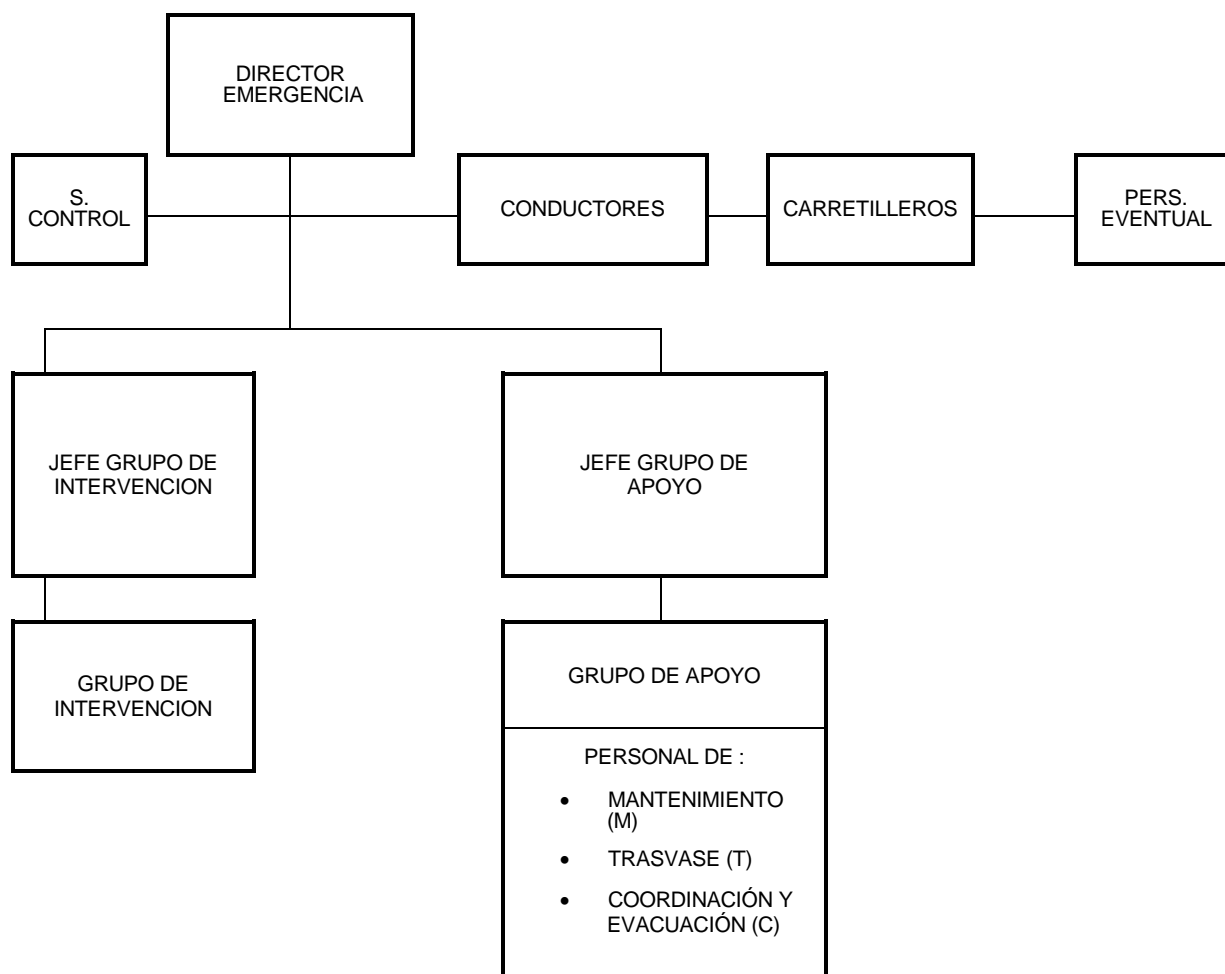 DIRECTOR
EMERGENCIA
S.
CONTROL
CONDUCTORES
CARRETILLEROS
PERS.
EVENTUAL
JEFE GRUPO DE
INTERVENCION
JEFE GRUPO DE
APOYO
GRUPO DE
INTERVENCION
GRUPO DE APOYO
PERSONAL DE :
• MANTENIMIENTO
(M)
• TRASVASE (T)
• COORDINACIÓN Y
EVACUACIÓN (C)